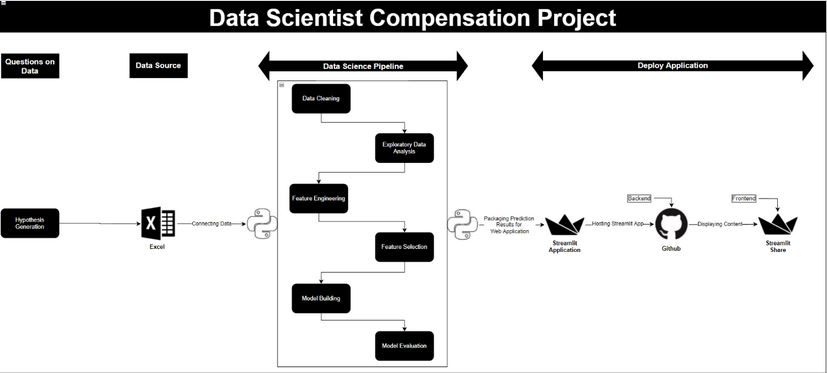 Data Scientist Compensation Project
Questions on
Data
Data Source
Data Science Pipeline
Deploy Application
Data Cleaning
Exploratory Data
Analysis
Feature Engineering
Feature Selection
Model Building
Model Evaluation
Hypothesis
Generation
X
Excel
Connecting Data
Packaging Prediction
Results for
Web Application
Streamlit
Application
Hosting Streamlit App
Backend
Github
Displaying Content
Frontend
Streamlit
Share